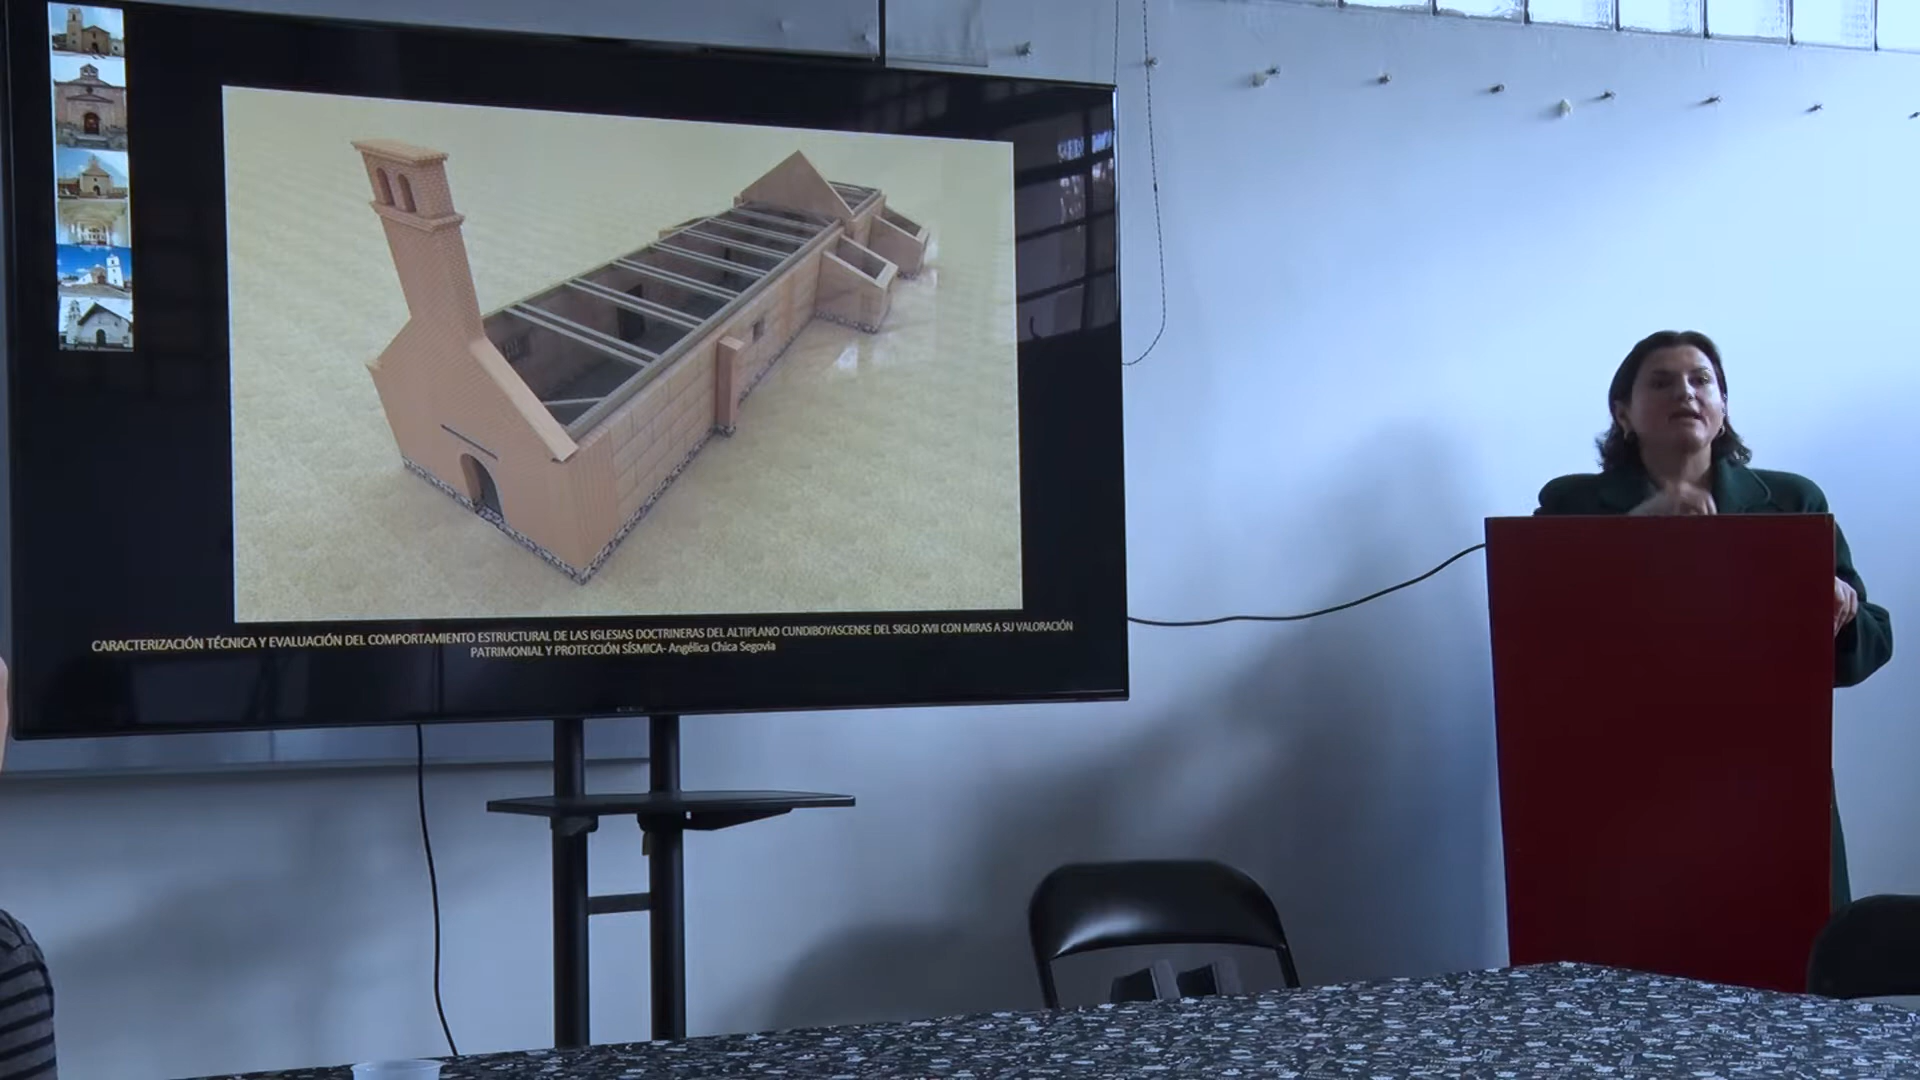 CARACTERIZACIÓN TÉCNICA Y EVALUACIÓN DEL COMPORTAMIENTO ESTRUCTURAL DE LAS IGLESIAS DOCTRINERAS DEL ALTIPLANO CUNDIBOYASCENSE DEL SIGLO XVII CON MIRAS A SU VALORACIÓN
PATRIMONIAL Y PROTECCIÓN SÍSMICA- Angélica Chica Segovia